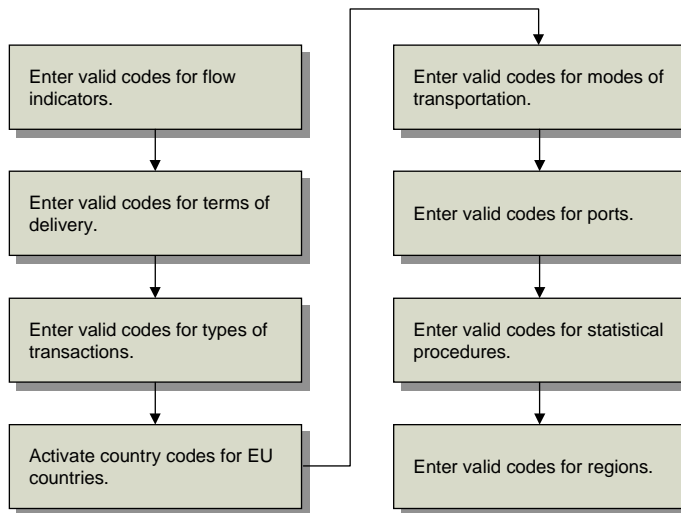 Enter valid codes for flow
indicators.
Enter valid codes for terms of
delivery.
Enter valid codes for types of
transactions.
Activate country codes for EU
countries.
Enter valid codes for modes of
transportation.
Enter valid codes for ports.
Enter valid codes for statistical
procedures.
Enter valid codes for regions.